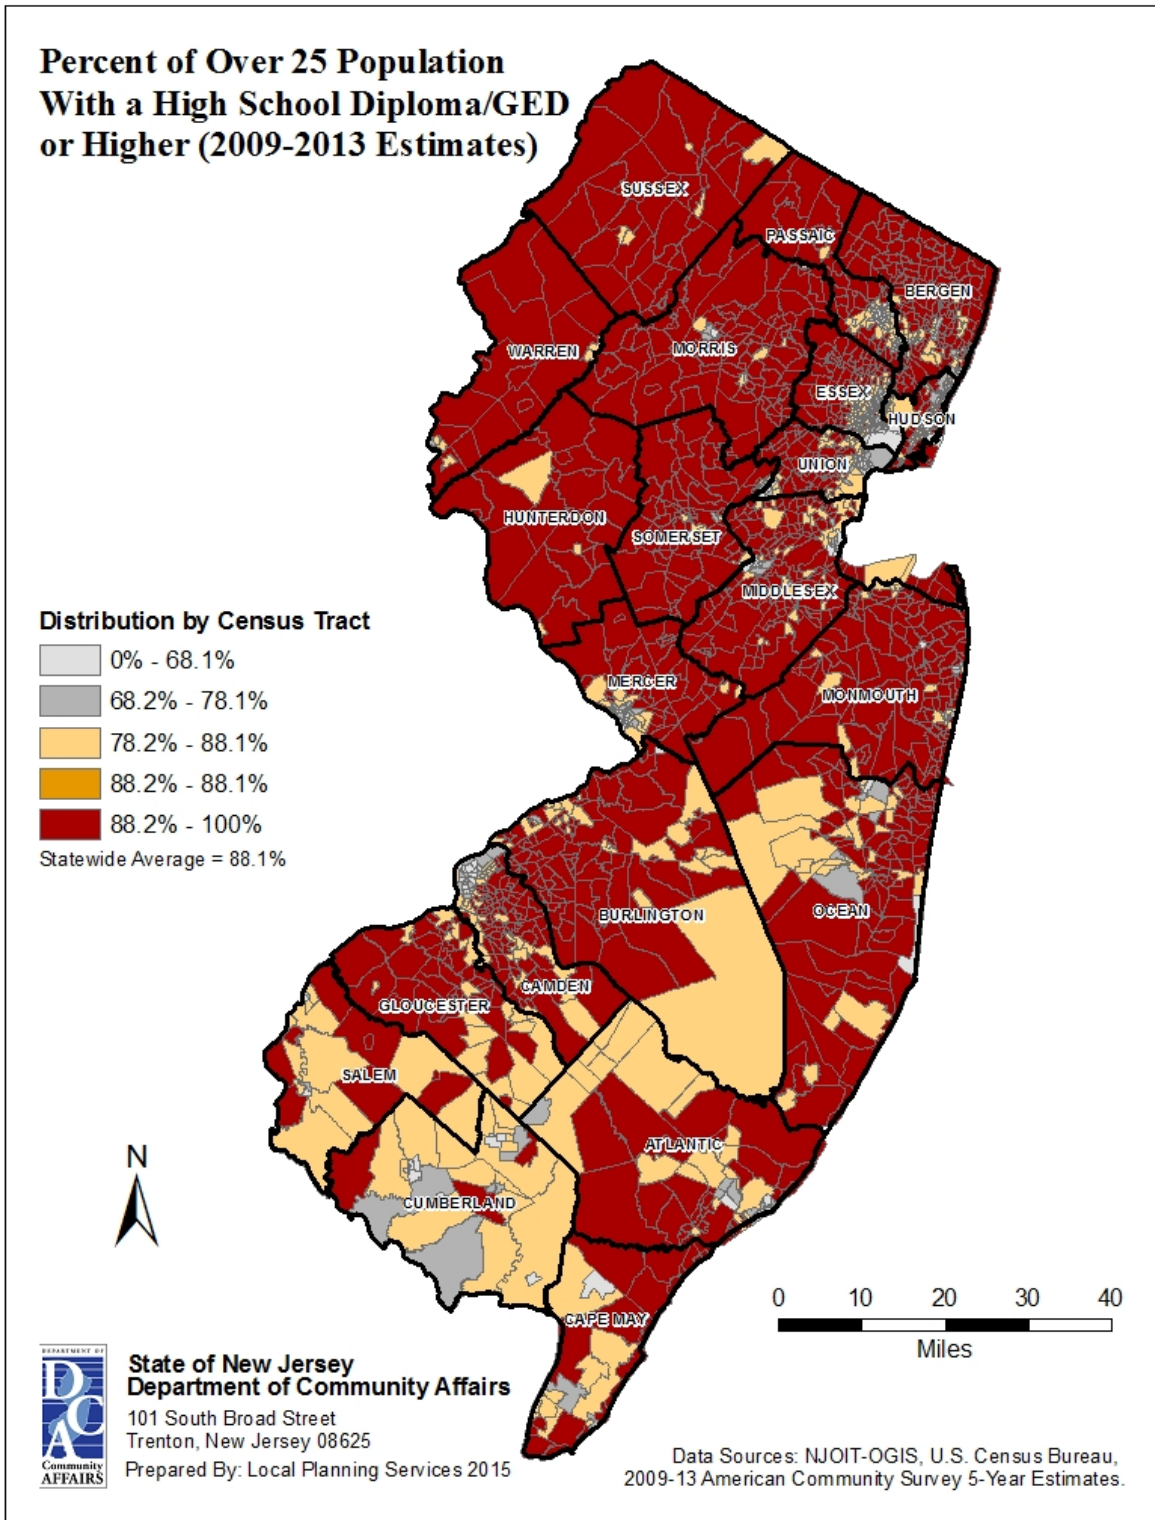 Percent of Over 25 Population
With a High School Diploma/GED
or Higher (2009-2013 Estimates)
SUSSEX
PASSAIC
BERGEN
WARREN
MORRIS
ESSEX
HUDSON
UNION
HUNTERDON
SOMERSET
MIDDLESEX
MERCER
MONMOUTH
Distribution by Census Tract
0% - 68.1%
68.2% - 78.1%
78.2% - 88.1%
88.2% - 88.1%
88.2% - 100%
Statewide Average = 88.1%
OCEAN
BURLINGTON
CAMDEN
GLOUCESTER
SALEM
ATLANTIC
CUMBERLAND
CAPE MAY
N
0 10 20 30 40
Miles
DEPARTMENT OF
DCA
Community
AFFAIRS
State of New Jersey
Department of Community Affairs
101 South Broad Street
Trenton, New Jersey 08625
Prepared By: Local Planning Services 2015
Data Sources: NJOIT-OGIS, U.S. Census Bureau,
2009-13 American Community Survey 5-Year Estimates.